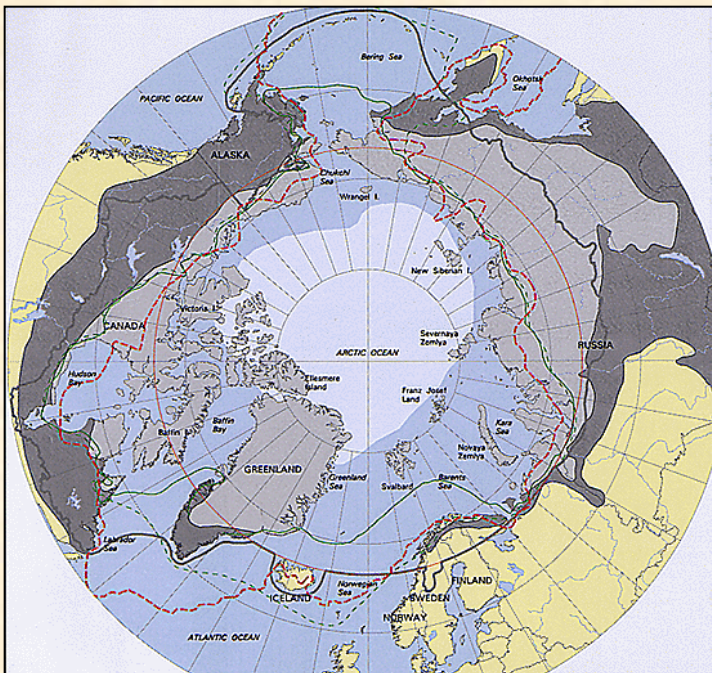 Bering Sea
Okhotsk
Sea
PACIFIC OCEAN
ALASKA
Chukchi
Sea
Wrangel I.
New Siberian I.
Victoria I.
CANADA
Severnaya
Zemlya
ARCTIC OCEAN
RUSSIA
Hudson
Bay
Ellesmere
Island
Franz Josef
Land
Baffin
Bay
Kara
Sea
Baffin I.
Novaya
Zemlya
GREENLAND
Greenland
Sea
Svalbard
Barents
Sea
Labrador
Sea
Norwegian
Sea
ICELAND
FINLAND
SWEDEN
NORWAY
ATLANTIC OCEAN